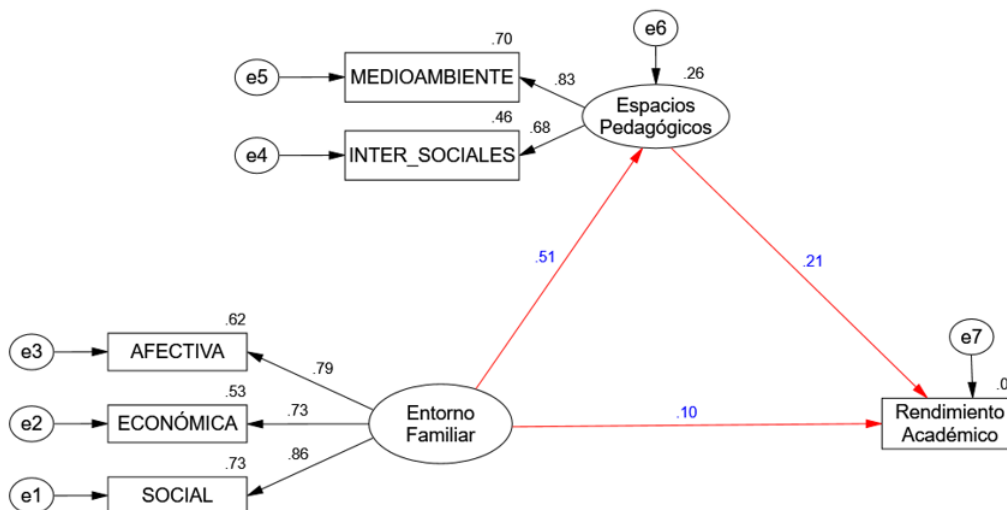 e6
.70
e5
MEDIOAMBIENTE
.83
.26
Espacios
Pedagógicos
.46
.68
e4
INTER_SOCIALES
.51
.21
.62
e3
AFECTIVA
.79
e7
.53
e2
ECONÓMICA
.73
Entorno
Familiar
.10
.0
Rendimiento
Académico
.86
.73
e1
SOCIAL